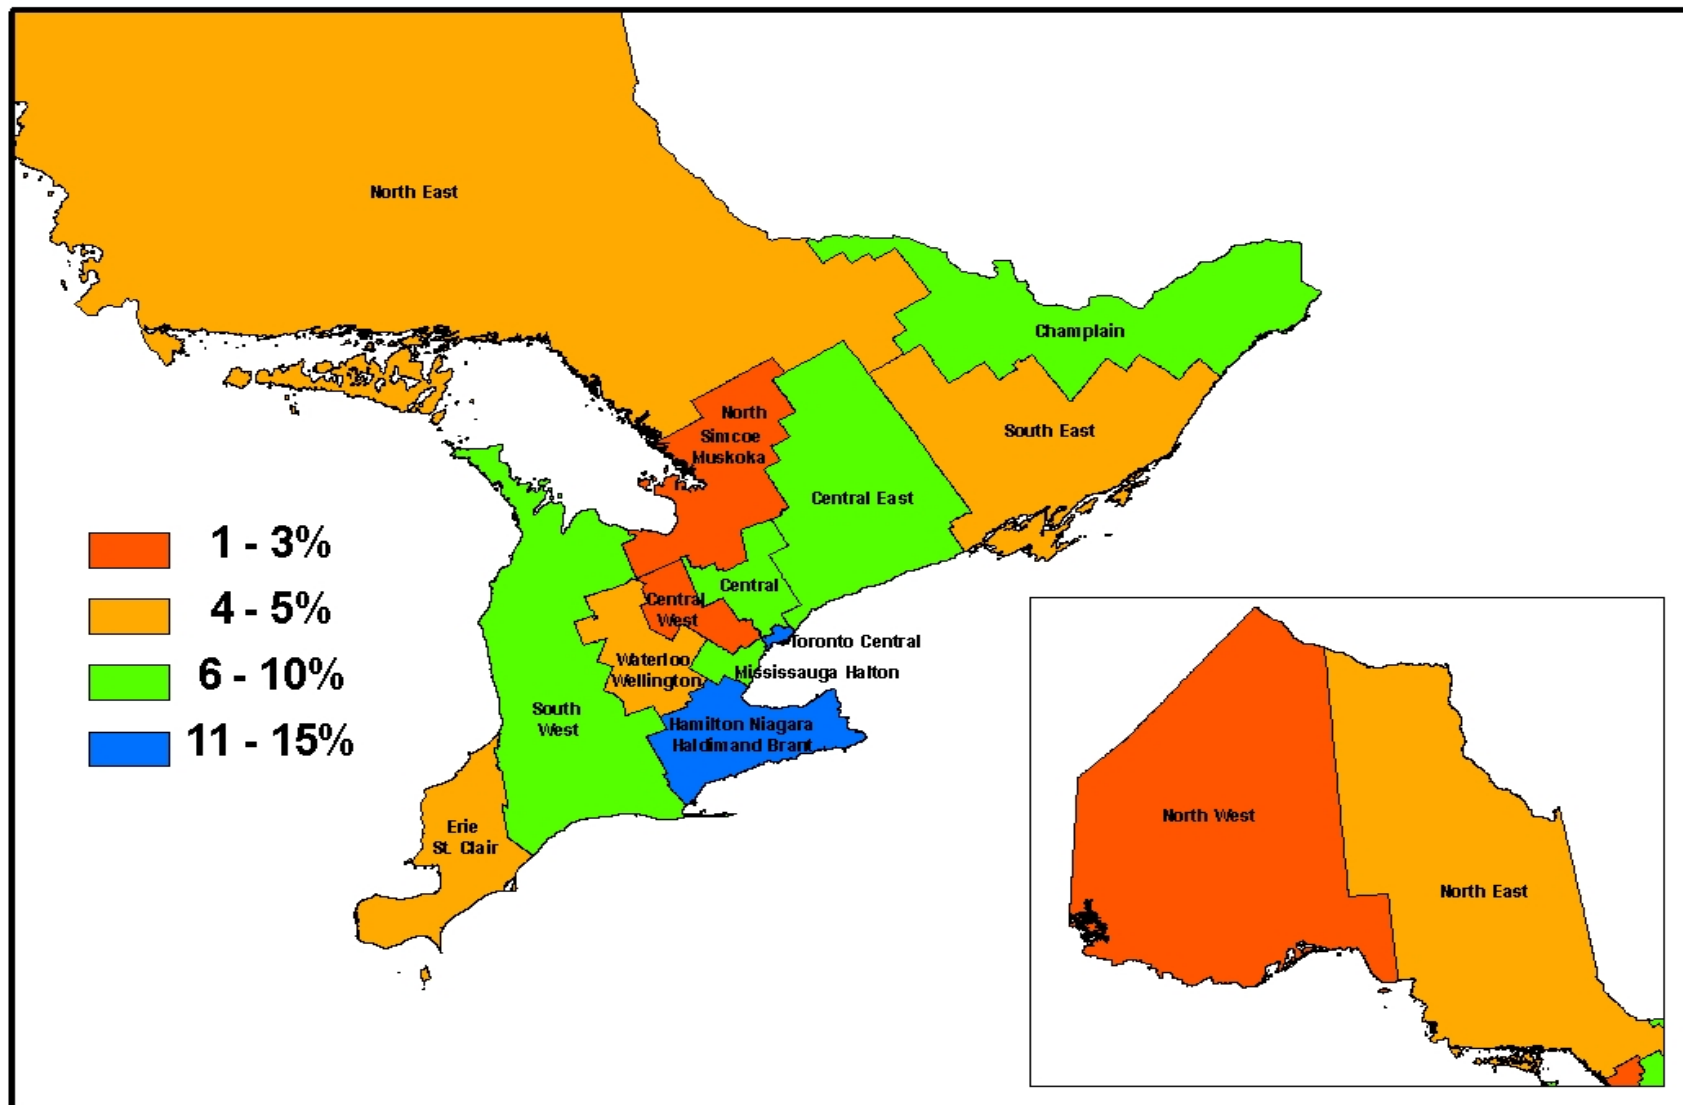 North East
Champlain
North
Simcoe
Muskoka
South East
Central East
1 - 3%
4 - 5%
6 - 10%
11 - 15%
Central
Central
West
Toronto Central
Waterloo
Wellington
Mississauga Halton
South
West
Hamilton Niagara
Haldimand Brant
Erie
St. Clair
North West
North East